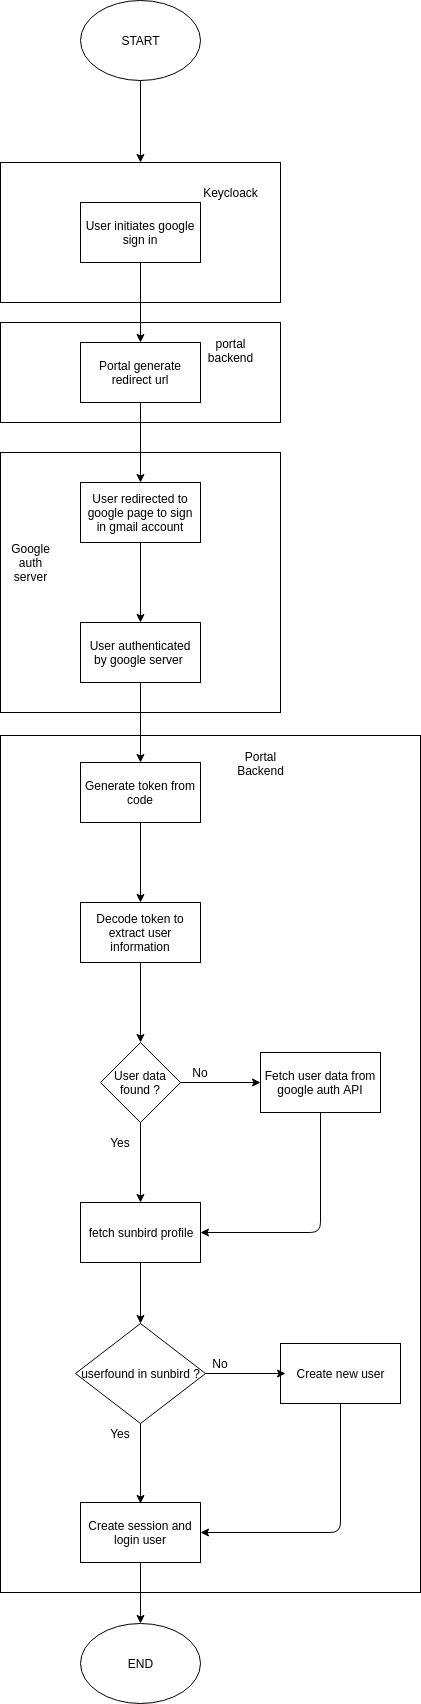 START
Keycloack
User initiates google
sign in
portal
backend
Portal generate
redirect url
User redirected to
google page to sign
in gmail account
Google
auth
server
User authenticated
by google server
Portal
Backend
Generate token from
code
Decode token to
extract user
information
User data
found ?
No
Fetch user data from
google auth API
Yes
fetch sunbird profile
userfound in sunbird ?
No
Create new user
Yes
Create session and
login user
END